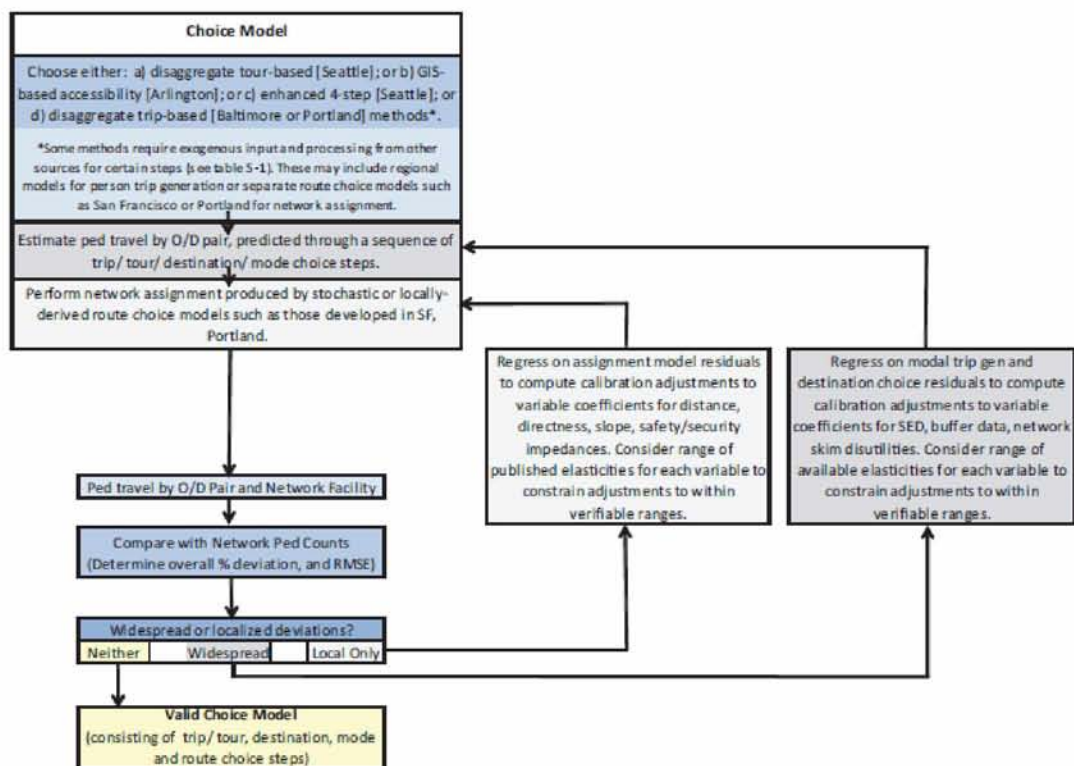 Choice Model
Choose either: a) disaggregate tour-based [Seattle]; or b) GIS-
based accessibility [Arlington]; or c) enhanced 4-step [Seattle]; or
d) disaggregate trip-based [Baltimore or Portland] methods*.
*Some methods require exogenous input and processing from other
sources for certain steps (see table 5-1). These may include regional
models for person trip generation or separate route choice models such
as San Francisco or Portland for network assignment.
Estimate ped travel by O/D pair, predicted through a sequence of
trip/ tour/ destination/ mode choice steps.
Perform network assignment produced by stochastic or locally-
derived route choice models such as those developed in SF,
Portland.
Regress on assignment model residuals
to compute calibration adjustments to
variable coefficients for distance,
directness, slope, safety/security
impedances. Consider range of
published elasticities for each variable to
constrain adjustments to within
verifiable ranges.
Regress on modal trip gen and
destination choice residuals to compute
calibration adjustments to variable
coefficients for SED, buffer data, network
skim disutilities. Consider range of
available elasticities for each variable to
constrain adjustments to within
verifiable ranges.
Ped travel by O/D Pair and Network Facility
Compare with Network Ped Counts
(Determine overall % deviation, and RMSE)
Widespread or localized deviations?
Neither Widespread Local Only
Valid Choice Model
(consisting of trip/ tour, destination, mode
and route choice steps)